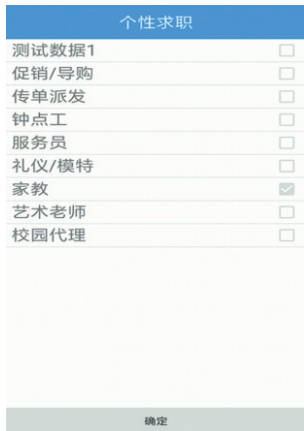 个性求职
测试数据1
促销/导购
传单派发
钟点工
服务员
礼仪/模特
家教
艺术老师
校园代理
确定